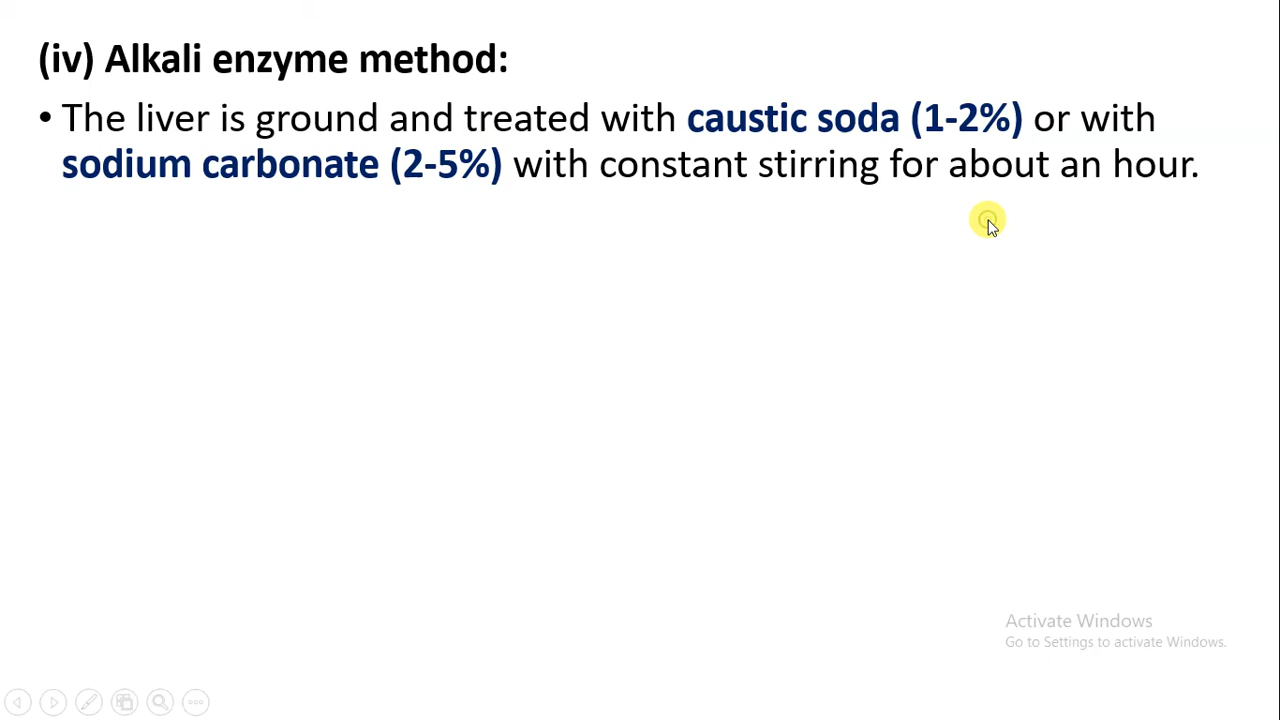 (iv) Alkali enzyme method:
• The liver is ground and treated with caustic soda (1-2%) or with
sodium carbonate (2-5%) with constant stirring for about an hour.
Activate Windows
Go to Settings to activate Windows.